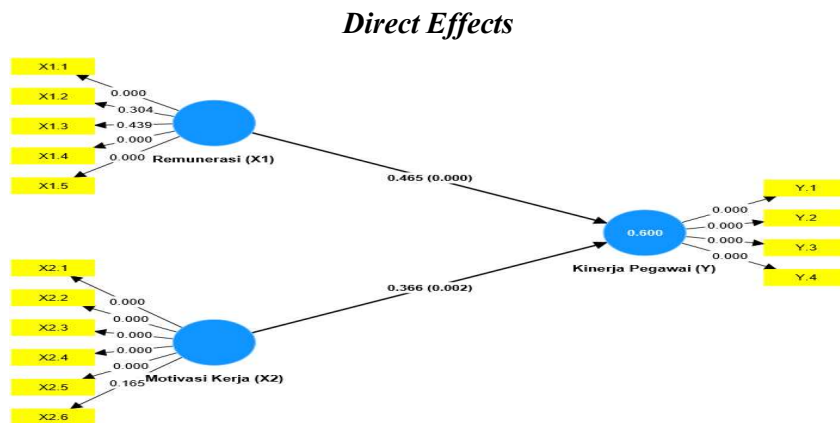 Direct Effects
X1.1
X1.2
X1.3
X1.4
X1.5
0.000
0.304
0.439
0.000
0.000
Remunerasi (X1)
0.465 (0.000)
X2.1
X2.2
X2.3
X2.4
X2.5
X2.6
0.000
0.000
0.000
0.000
0.000
0.165
Motivasi Kerja (X2)
0.366 (0.002)
0.600
Kinerja Pegawai (Y)
0.000
0.000
0.000
0.000
Y.1
Y.2
Y.3
Y.4